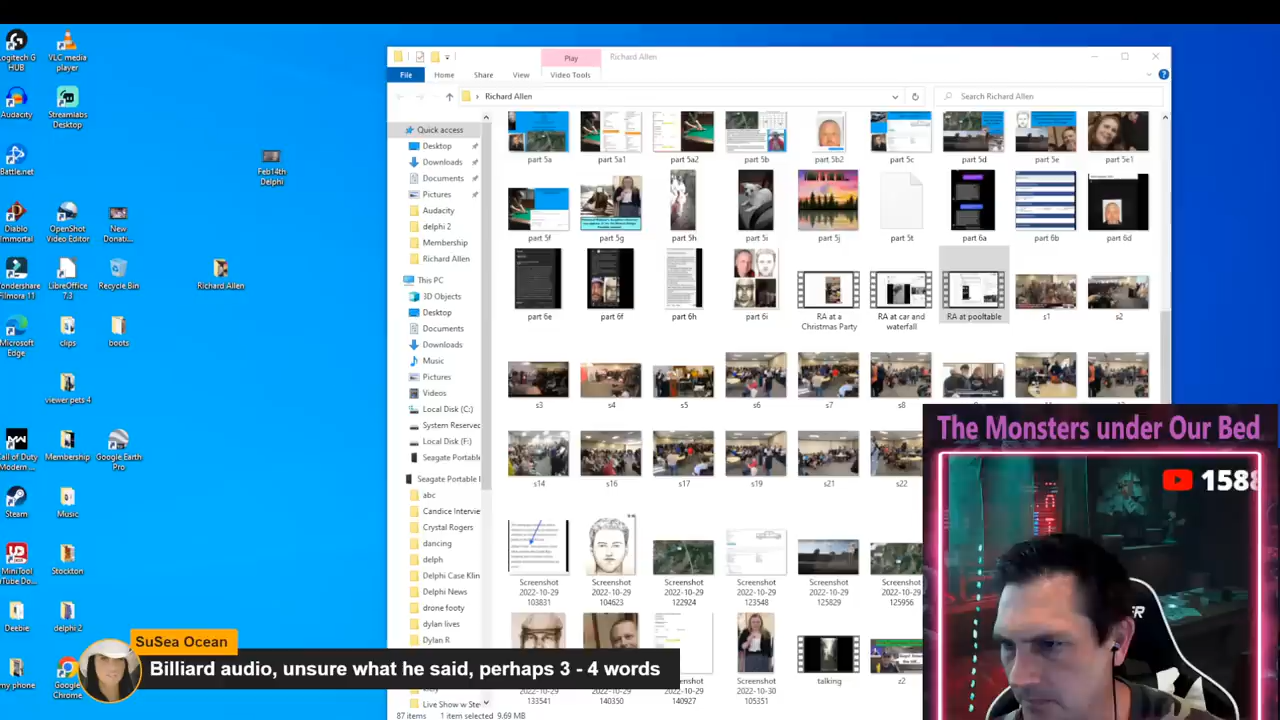 Logitech G
HUB
VLC media
player
Audacity
Streamlabs
Desktop
Battle.net
Feb14th
Delphi
Diablo
Immortal
OpenShot
Video Editor
New
Donati...
Wondershare
Filmora 11
LibreOffice
7.3
Recycle Bin
Richard Allen
Microsoft
Edge
clips
boots
viewer pets 4
Call of Duty
Modern ...
Membership
Google Earth
Pro
Steam
Music
MiniTool
uTube Do...
Stockton
Deebie
delphi 2
my phone
Google
Chrome
Play
Richard Allen
File
Home
Share
View
Video Tools
Richard Allen
Search Richard Allen
Quick access
Desktop
Downloads
Documents
Pictures
Audacity
delphi 2
Membership
Richard Allen
This PC
3D Objects
Desktop
Documents
Downloads
Music
Pictures
Videos
Local Disk (C:)
System Reserved
Local Disk (F:)
Seagate Portable
Seagate Portable
abc
Candice Interview
Crystal Rogers
dancing
delph
Delphi Case Klin
Delphi News
drone footy
dylan lives
Dylan R
Live Show w Ste
part 5a
part 5a1
part 5a2
part 5b
part 5b2
part 5c
part 5d
part 5e
part 5e1
part 5f
part 5g
part 5h
part 5i
part 5j
part 5t
part 6a
part 6b
part 6d
part 6e
part 6f
part 6h
part 6i
RA at a
Christmas Party
RA at car and
waterfall
RA at pooltable
s1
s2
s3
s4
s5
s6
s7
s8
s14
s16
s17
s19
s21
s22
Screenshot
2022-10-29
103831
Screenshot
2022-10-29
104623
Screenshot
2022-10-29
122924
Screenshot
2022-10-29
123548
Screenshot
2022-10-29
125829
Screenshot
2022-10-29
125956
2022-10-29
133541
2022-10-29
140350
2022-10-29
140927
Screenshot
2022-10-30
105351
talking
z2
87 items
1 item selected
9.69 MB
The Monsters under Our Bed
1588
SuSea Ocean
Billiard audio, unsure what he said, perhaps 3 - 4 words